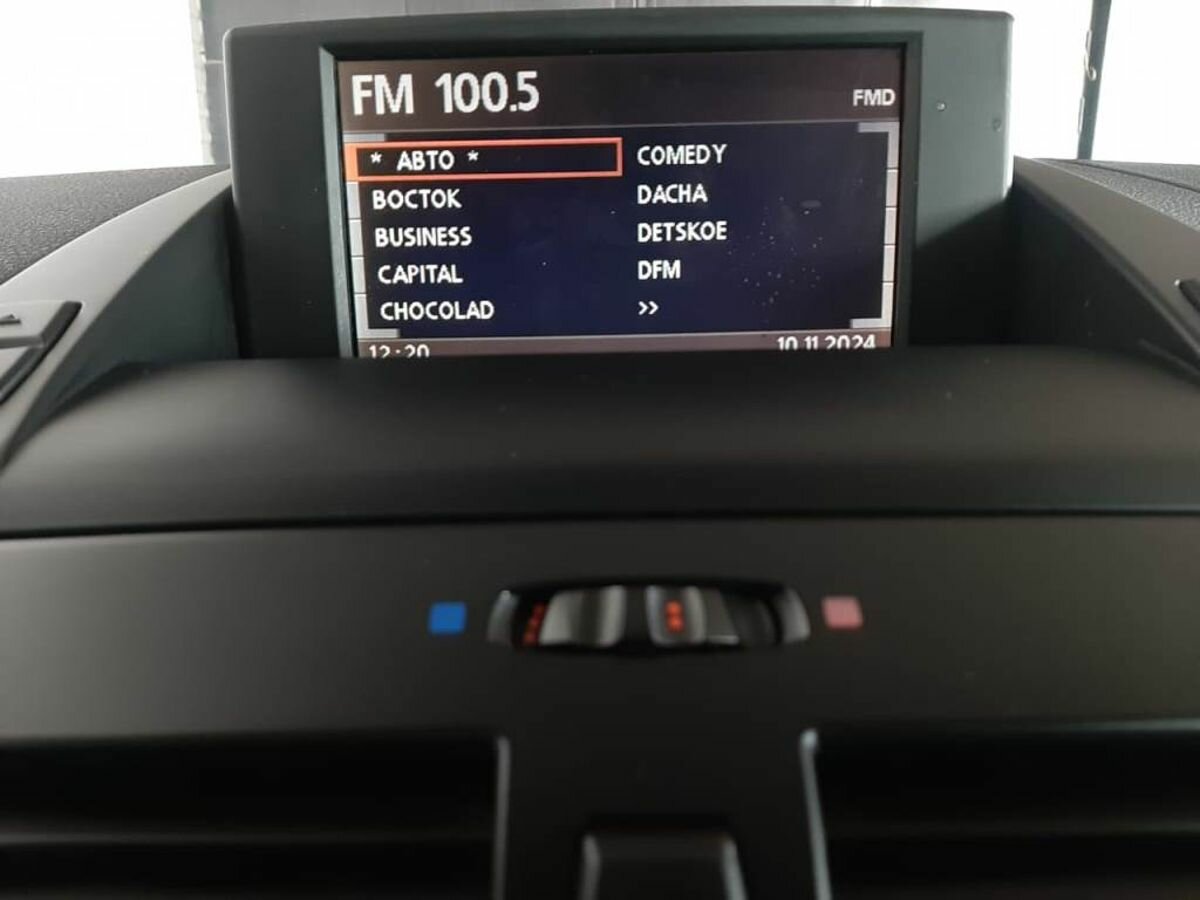 FM 100.5
FMD
* АВТО *
ВОСТОК
BUSINESS
CAPITAL
CHOCOLAD
COMEDY
DACHA
DETSKOE
DFM
>>
12:20
10.11.2024